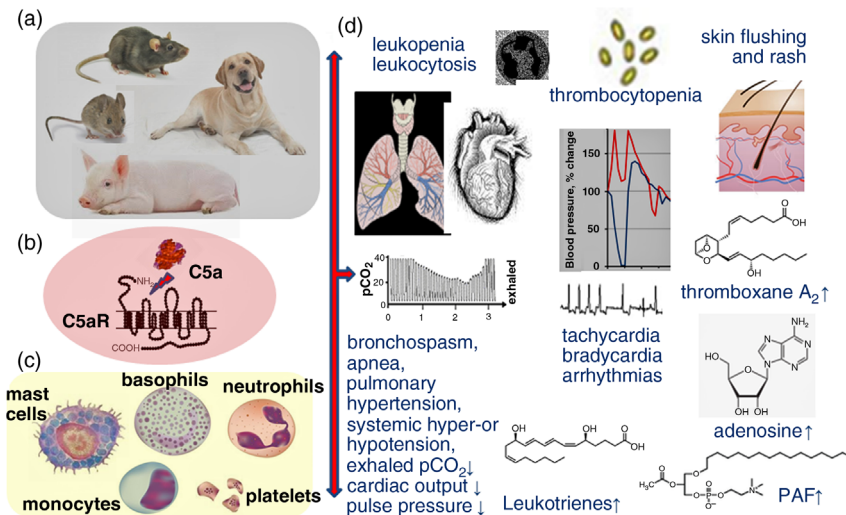 (a)
(b)
C5a
NH₂
C5aR
COOH
(c)
mast
cells
basophils
neutrophils
monocytes
platelets
(d)
leukopenia
leukocytosis
thrombocytopenia
skin flushing
and rash
Blood pressure, % change
150
100
50
0
pCO₂
40
20
0
0 1 2 3
exhaled
tachycardia
bradycardia
arrhythmias
O
OH
O
O
OH
thromboxane A₂↑
NH₂
N
N
N
N
HO
O
OH OH
adenosine↑
bronchospasm,
apnea,
pulmonary
hypertension,
systemic hyper-or
hypotension,
exhaled pCO₂↓
cardiac output ↓
pulse pressure ↓
OH
OH
O
OH
Leukotrienes↑
O
H₃C
O
O
O
P
O
O⁻
N⁺
PAF↑